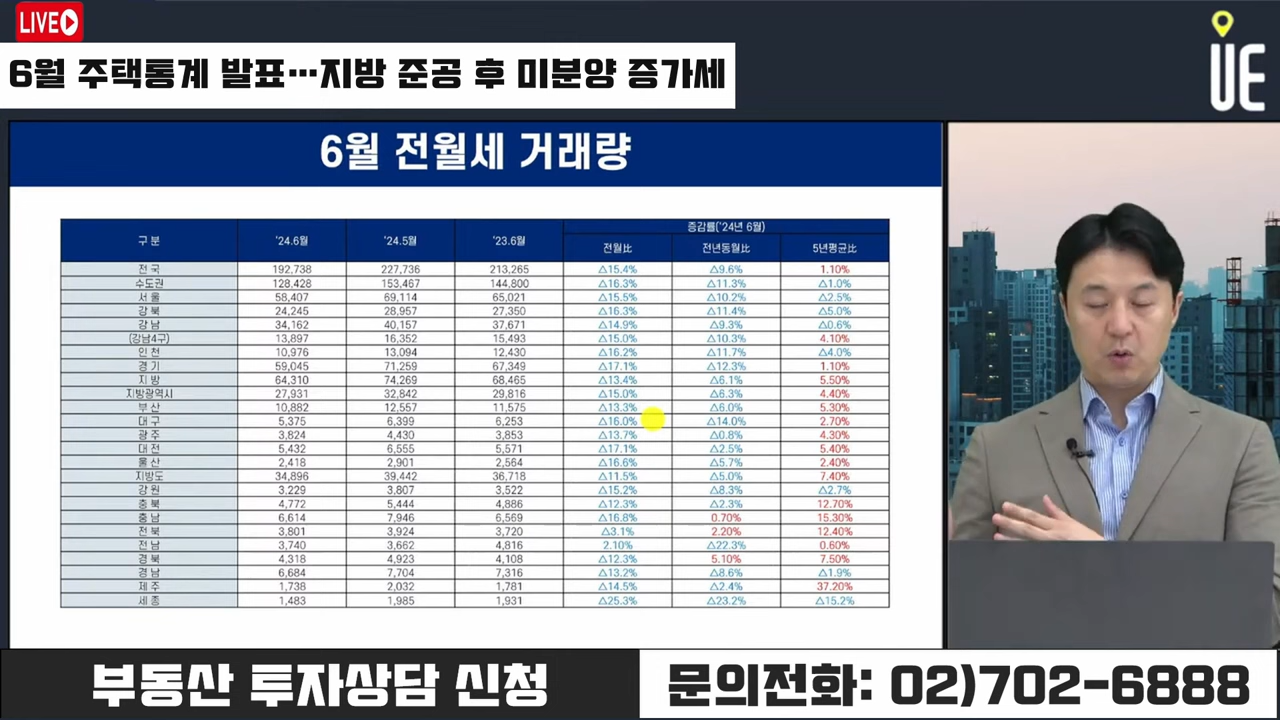 LIVE
6월 주택통계 발표···지방 준공 후 미분양 증가세
UE
6월 전월세 거래량
구 분 '24.6월 '24.5월 '23.6월 증감률('24년 6월)
전월比 전년동월比 5년평균比
전 국 192,738 227,736 213,265 △15.4% △9.6% 1.10%
수도권 128,428 153,467 144,800 △16.3% △11.3% △1.0%
서 울 58,407 69,114 65,021 △15.5% △10.2% △2.5%
강 북 24,245 28,957 27,350 △16.3% △11.4% △5.0%
강 남 34,162 40,157 37,671 △14.9% △9.3% △0.6%
(강남4구) 13,897 16,352 15,493 △15.0% △10.3% 4.10%
인 천 10,976 13,094 12,430 △16.2% △11.7% △4.0%
경 기 59,045 71,259 67,349 △17.1% △12.3% 1.10%
지 방 64,310 74,269 68,465 △13.4% △6.1% 5.50%
지방광역시 27,931 32,842 29,816 △15.0% △6.3% 4.40%
부 산 10,882 12,557 11,575 △13.3% △6.0% 5.30%
대 구 5,375 6,399 6,253 △16.0% △14.0% 2.70%
광 주 3,824 4,430 3,853 △13.7% △0.8% 4.30%
대 전 5,432 6,555 5,571 △17.1% △2.5% 5.40%
울 산 2,418 2,901 2,564 △16.6% △5.7% 2.40%
지방도 34,896 39,442 36,718 △11.5% △5.0% 7.40%
강 원 3,229 3,807 3,522 △15.2% △8.3% △2.7%
충 북 4,772 5,444 4,886 △12.3% △2.3% 12.70%
충 남 6,614 7,946 6,569 △16.8% 0.70% 15.30%
전 북 3,801 3,924 3,720 △3.1% 2.20% 12.40%
전 남 3,740 3,662 4,816 2.10% △22.3% 0.60%
경 북 4,318 4,923 4,108 △12.3% 5.10% 7.50%
경 남 6,684 7,704 7,316 △13.2% △8.6% △1.9%
제 주 1,738 2,032 1,781 △14.5% △2.4% 37.20%
세 종 1,483 1,985 1,931 △25.3% △23.2% △15.2%
부동산 투자상담 신청
문의전화: 02)702-6888